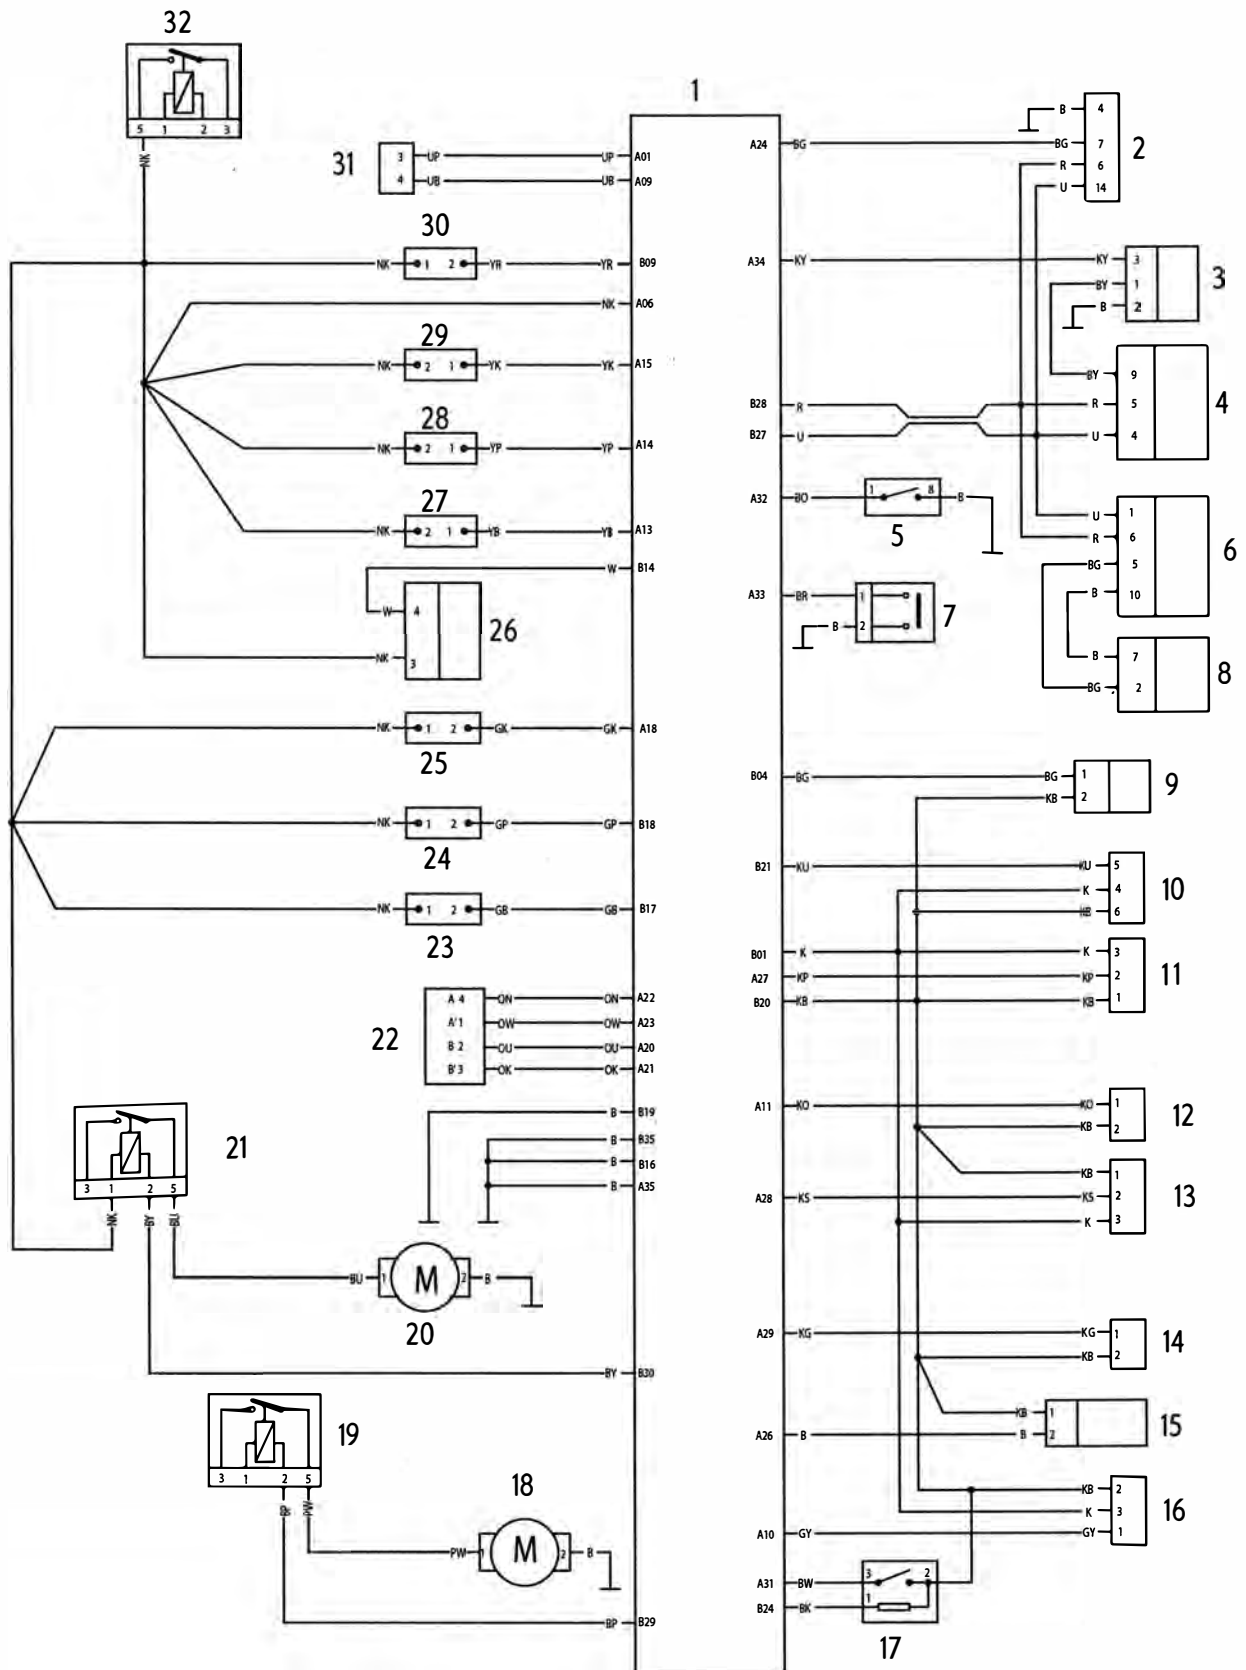 32
5 1 2 3
NK
1
31
3 UP UP A01
4 UB UB A09
30
NK 1 2 YR YR B09
NK A06
29
NK 2 1 YK YK A15
28
NK 2 1 YP YP A14
27
NK 2 1 YB YB A13
W B14
W 4
26
NK 3
NK 1 2 GK GK A18
25
NK 1 2 GP GP B18
24
NK 1 2 GB GB B17
23
22
A 4 ON ON A22
A'1 OW OW A23
B 2 OU OU A20
B'3 OK OK A21
B B19
B B35
B B16
B A35
21
3 1 2 5
NK BY BU
BU 1 M 2 B
20
BY B30
19
3 1 2 5
BP PW
18
PW 1 M 2 B
BP B29
A24 BG
B 4
BG 7
R 6
U 14
2
A34 KY KY 3
BY 1
B 2
3
BY 9
B28 R R 5
B27 U U 4
4
A32 BO 1 8 B
5
U 1
R 6
BG 5
B 10
6
A33 BR 1
B 2
7
B 7
BG 2
8
B04 BG BG 1
KB 2
9
B21 KU KU 5
K 4
KB 6
10
B01 K K 3
A27 KP KP 2
B20 KB KB 1
11
A11 KO KO 1
KB 2
12
KB 1
A28 KS KS 2
K 3
13
A29 KG KG 1
KB 2
14
KB 1
A26 B B 2
15
KB 2
K 3
A10 GY GY 1
16
A31 BW 3 2
B24 BK 1
17